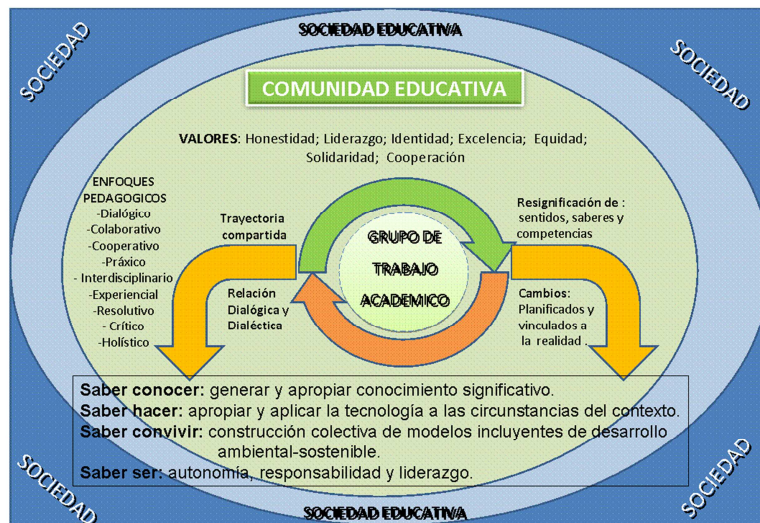 SOCIEDAD EDUCATIVA
SOCIEDAD
SOCIEDAD
COMUNIDAD EDUCATIVA
VALORES: Honestidad; Liderazgo; Identidad; Excelencia; Equidad;
Solidaridad; Cooperación
ENFOQUES
PEDAGOGICOS
-Dialógico
-Colaborativo
-Cooperativo
-Práxico
- Interdisciplinario
-Experiencial
-Resolutivo
- Crítico
-Holístico
Trayectoria
compartida
Relación
Dialógica y
Dialéctica
GRUPO DE
TRABAJO
ACADEMICO
Resignificación de :
sentidos, saberes y
competencias
Cambios:
Planificados y
vinculados a
la realidad .
Saber conocer: generar y apropiar conocimiento significativo.
Saber hacer: apropiar y aplicar la tecnología a las circunstancias del contexto.
Saber convivir: construcción colectiva de modelos incluyentes de desarrollo
ambiental-sostenible.
Saber ser: autonomía, responsabilidad y liderazgo.
SOCIEDAD
SOCIEDAD
SOCIEDAD EDUCATIVA